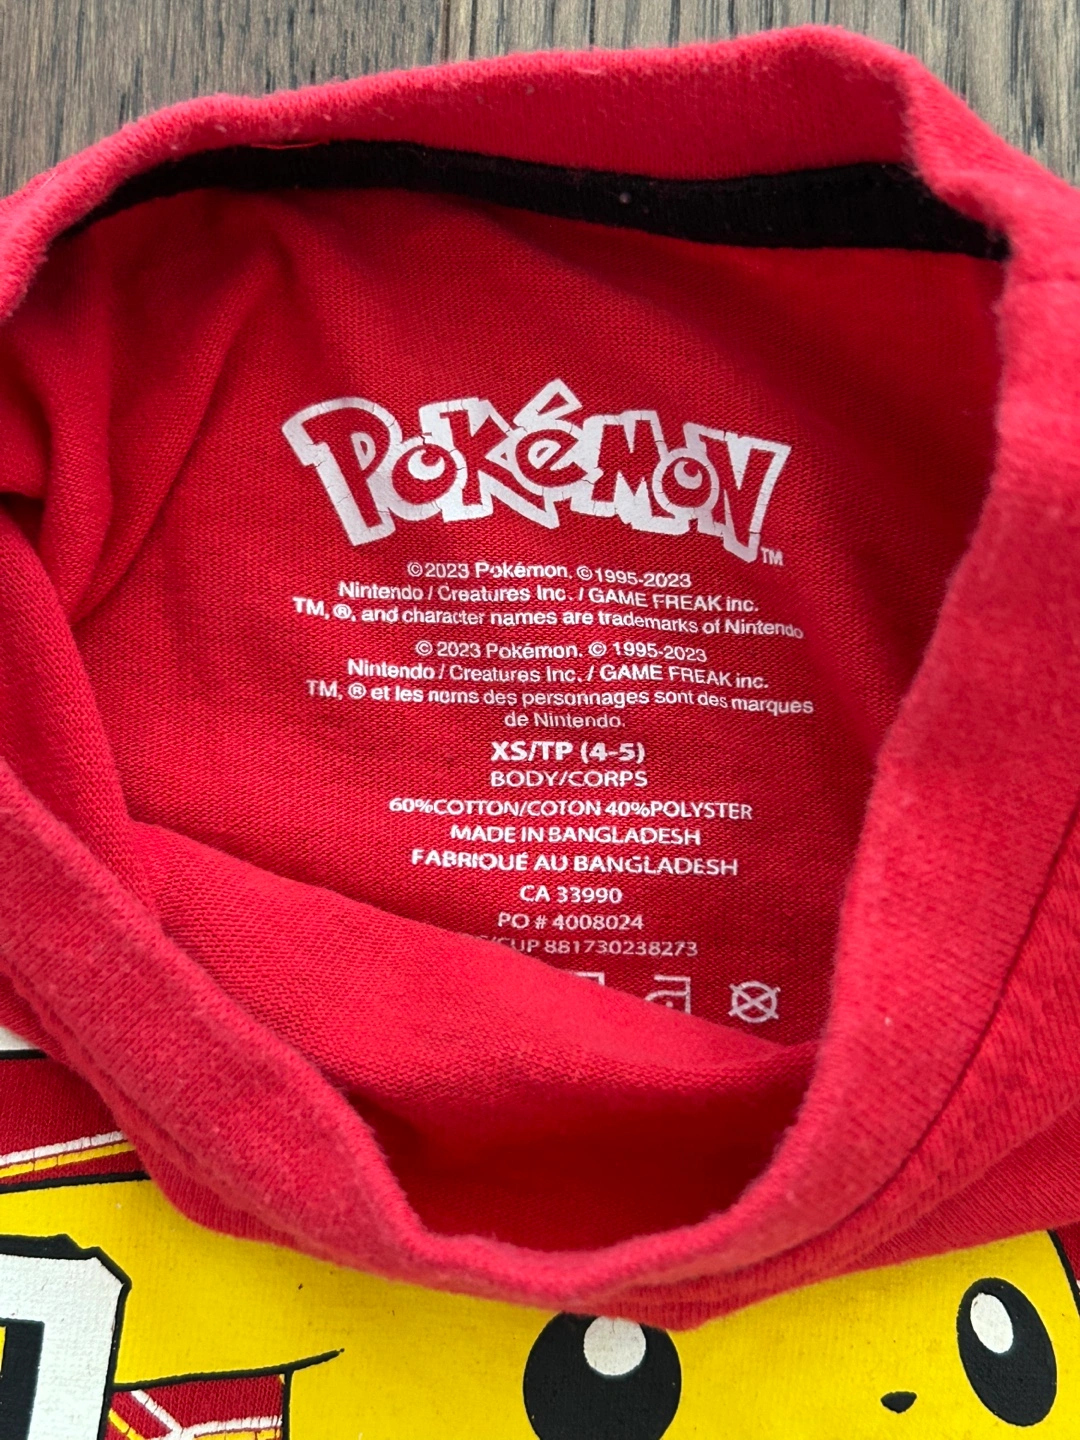 Pokémon
TM
©2023 Pokémon. ©1995-2023
Nintendo / Creatures Inc. / GAME FREAK inc.
TM, ®, and character names are trademarks of Nintendo
© 2023 Pokémon. © 1995-2023
Nintendo / Creatures Inc. / GAME FREAK inc.
TM, ® et les noms des personnages sont des marques
de Nintendo.
XS/TP (4-5)
BODY/CORPS
60%COTTON/COTON 40%POLYSTER
MADE IN BANGLADESH
FABRIQUÉ AU BANGLADESH
CA 33990
PO # 4008024
/CUP 881730238273